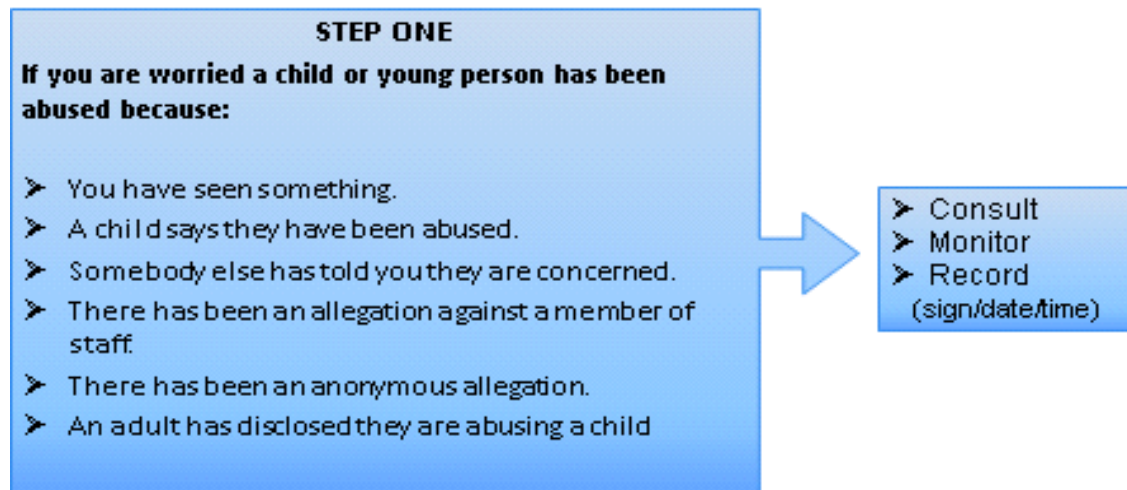 STEP ONE
If you are worried a child or young person has been
abused because:
➤ You have seen something.
➤ A child says they have been abused.
➤ Somebody else has told you they are concerned.
➤ There has been an allegation against a member of
staff.
➤ There has been an anonymous allegation.
➤ An adult has disclosed they are abusing a child
➤ Consult
➤ Monitor
➤ Record
(sign/date/time)